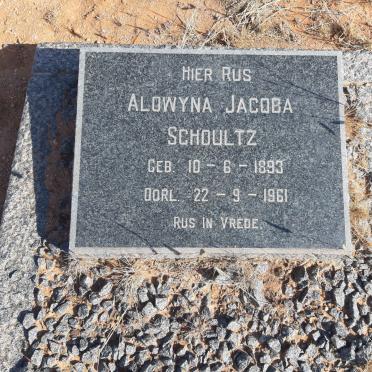 Hier Rus
Alowyna Jacoba
Schoultz
Geb. 10-6-1893
Oorl. 22-9-1961
Rus in Vrede.